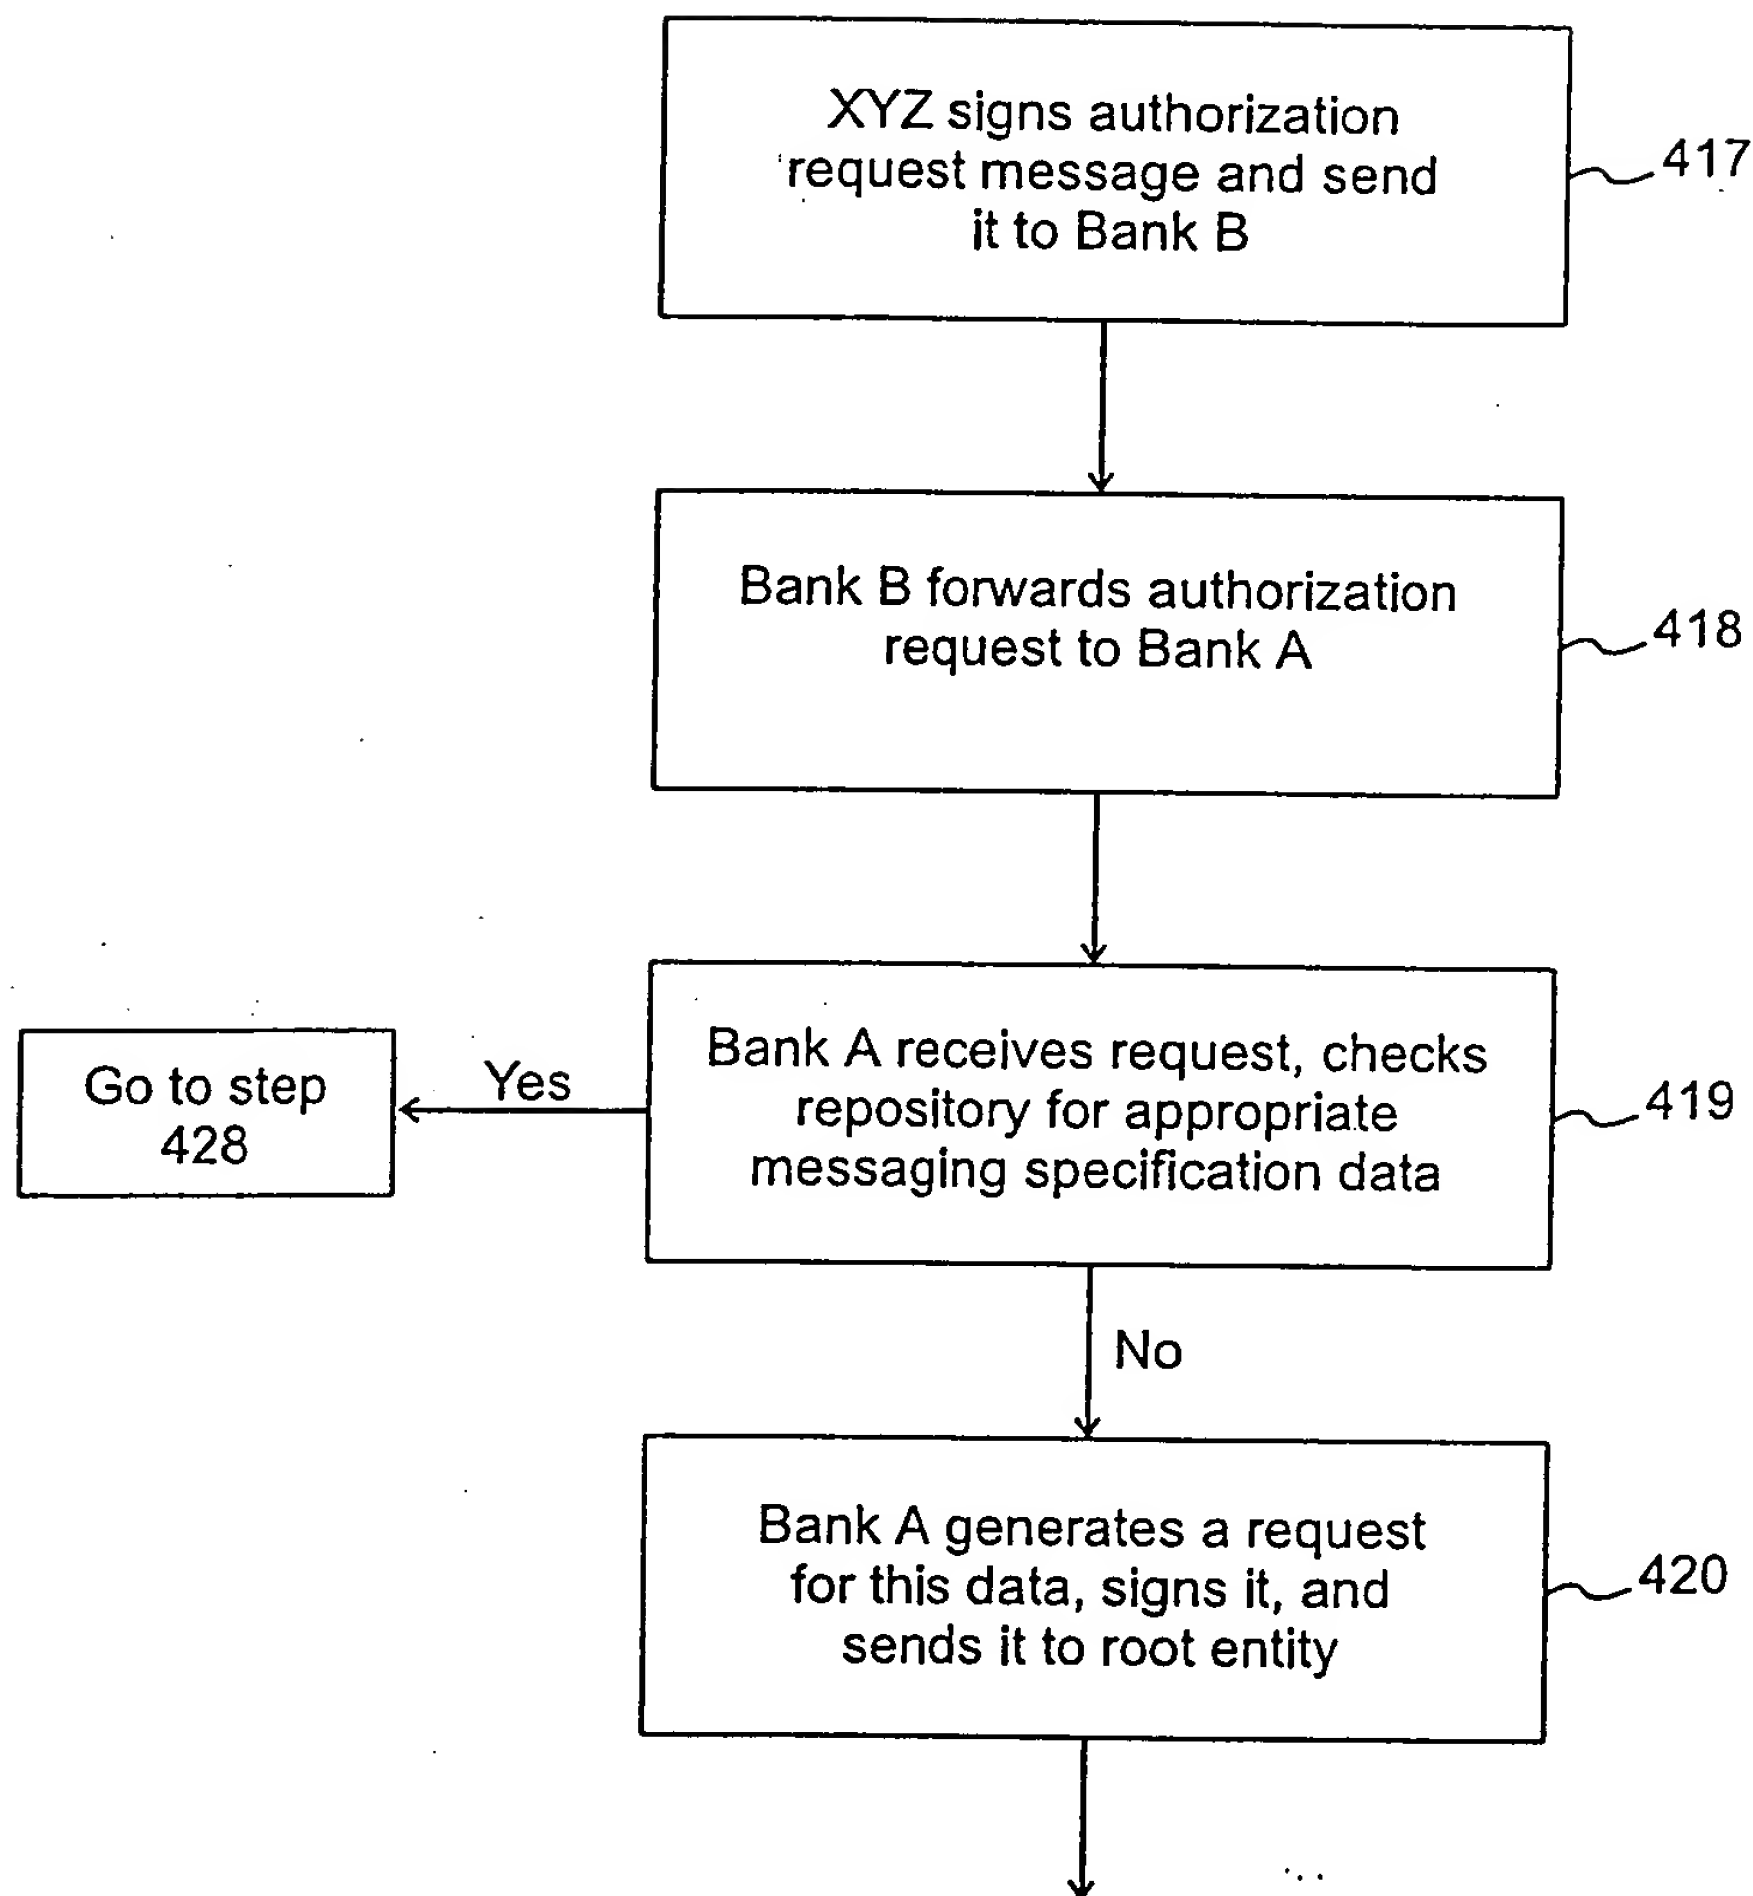 XYZ signs authorization
request message and send
it to Bank B
417
Bank B forwards authorization
request to Bank A
418
Bank A receives request, checks
repository for appropriate
messaging specification data
419
Yes
Go to step
428
No
Bank A generates a request
for this data, signs it, and
sends it to root entity
420